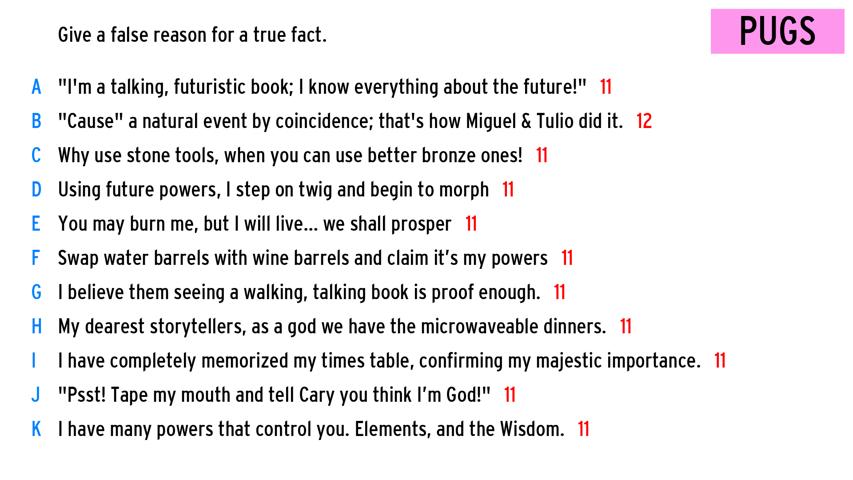 Give a false reason for a true fact.
PUGS
A "I'm a talking, futuristic book; I know everything about the future!" 11
B "Cause" a natural event by coincidence; that's how Miguel & Tulio did it. 12
C Why use stone tools, when you can use better bronze ones! 11
D Using future powers, I step on twig and begin to morph 11
E You may burn me, but I will live... we shall prosper 11
F Swap water barrels with wine barrels and claim it’s my powers 11
G I believe them seeing a walking, talking book is proof enough. 11
H My dearest storytellers, as a god we have the microwaveable dinners. 11
I I have completely memorized my times table, confirming my majestic importance. 11
J "Psst! Tape my mouth and tell Cary you think I’m God!" 11
K I have many powers that control you. Elements, and the Wisdom. 11